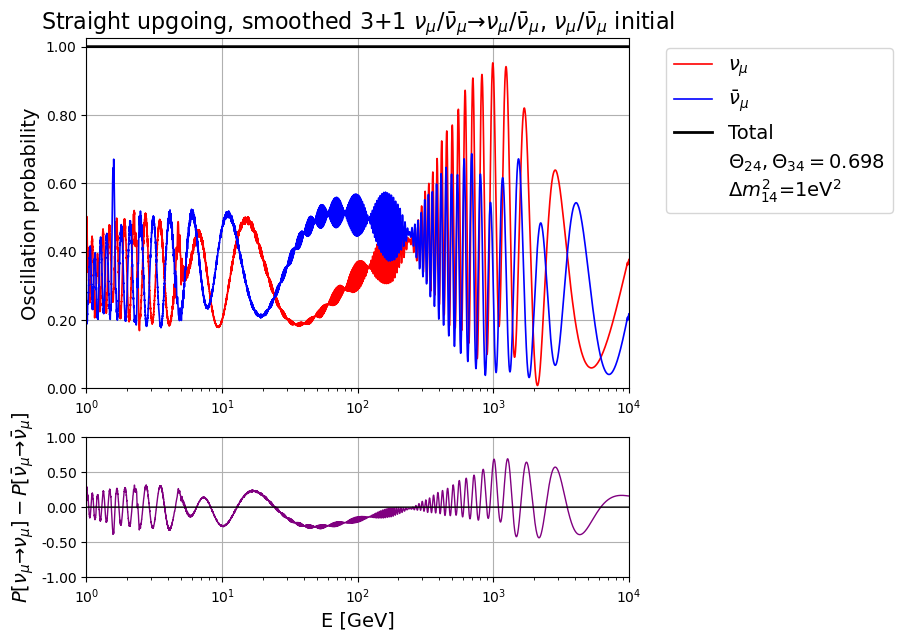 Straight upgoing, smoothed 3+1 νμ/ν̄μ→νμ/ν̄μ, νμ/ν̄μ initial
Oscillation probability
1.00
0.80
0.60
0.40
0.20
0.00
10⁰ 10¹ 10² 10³ 10⁴
νμ
ν̄μ
Total
Θ₂₄, Θ₃₄ = 0.698
Δm²₁₄=1eV²
P[νμ→νμ] − P[ν̄μ→ν̄μ]
1.00
0.50
0.00
-0.50
-1.00
10⁰ 10¹ 10² 10³ 10⁴
E [GeV]